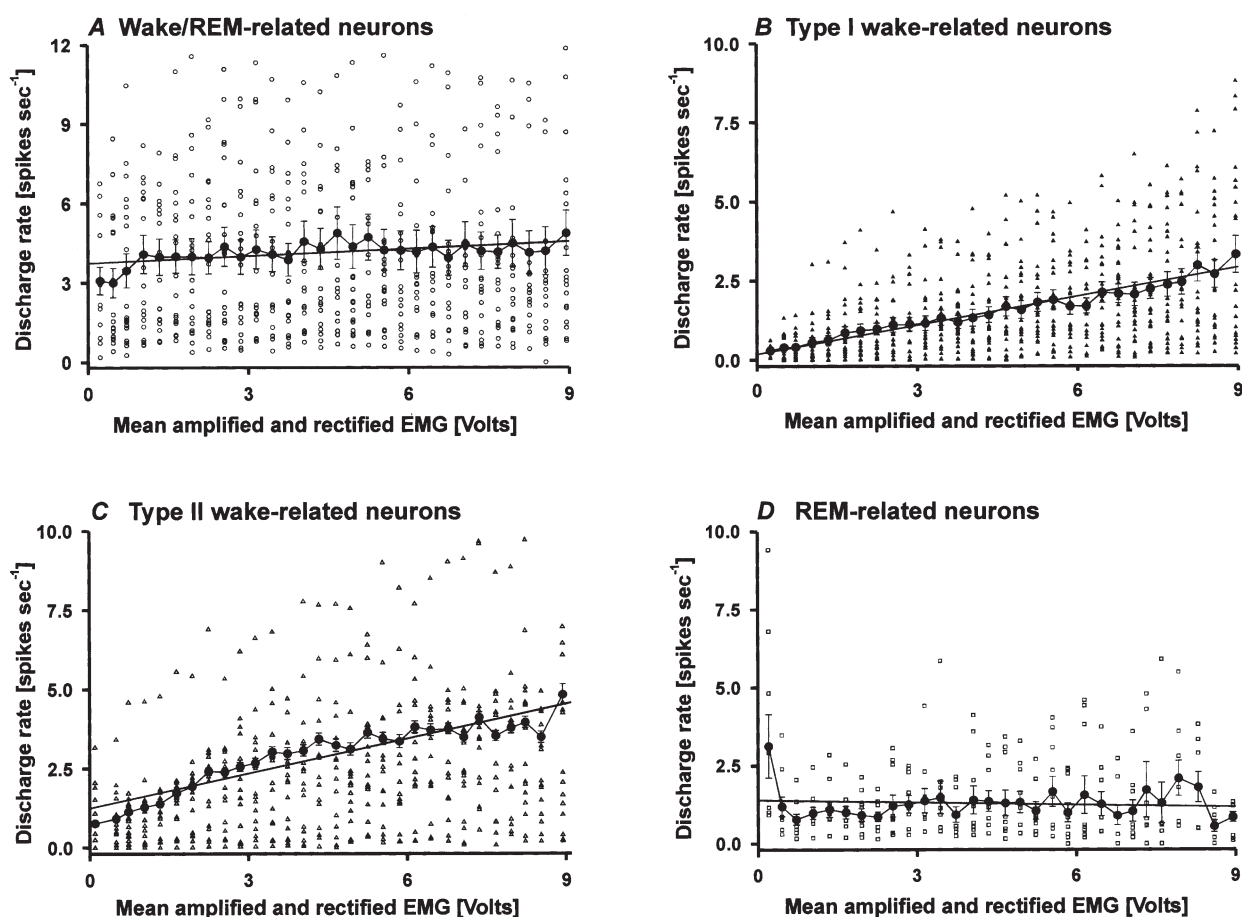 A Wake/REM-related neurons
12
9
6
3
0
Discharge rate [spikes sec⁻¹]
0 3 6 9
Mean amplified and rectified EMG [Volts]
B Type I wake-related neurons
10.0
7.5
5.0
2.5
0.0
Discharge rate [spikes sec⁻¹]
0 3 6 9
Mean amplified and rectified EMG [Volts]
C Type II wake-related neurons
10.0
7.5
5.0
2.5
0.0
Discharge rate [spikes sec⁻¹]
0 3 6 9
Mean amplified and rectified EMG [Volts]
D REM-related neurons
10.0
7.5
5.0
2.5
0.0
Discharge rate [spikes sec⁻¹]
0 3 6 9
Mean amplified and rectified EMG [Volts]